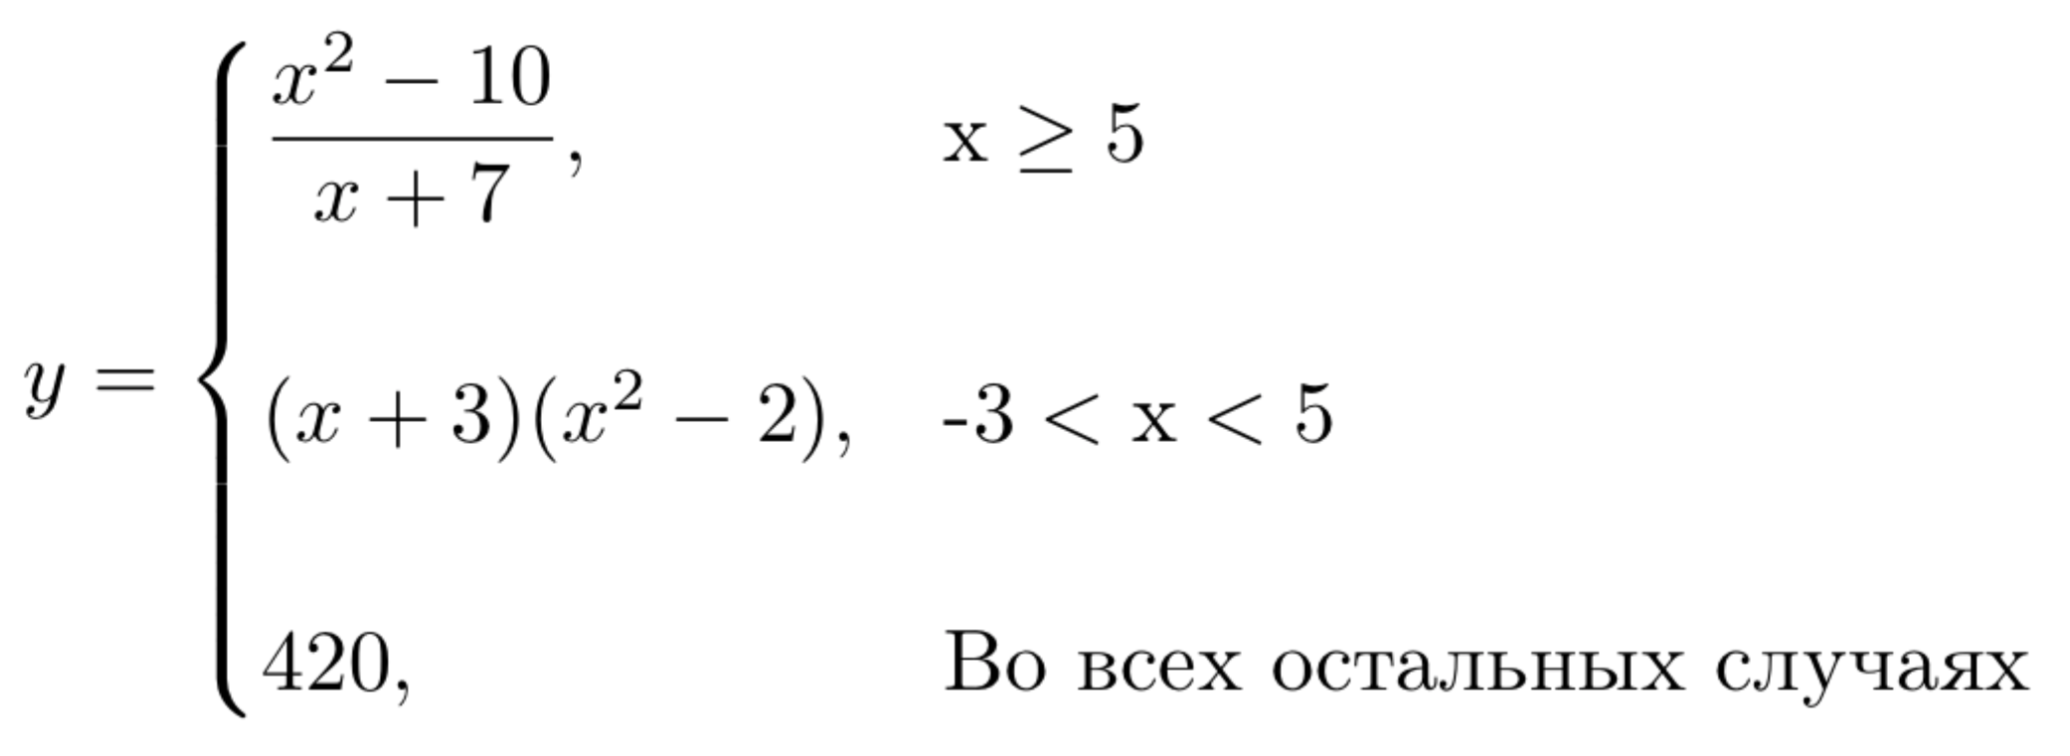 y = { (x² − 10)/(x + 7), x ≥ 5
(x + 3)(x² − 2), -3 < x < 5
420, Во всех остальных случаях